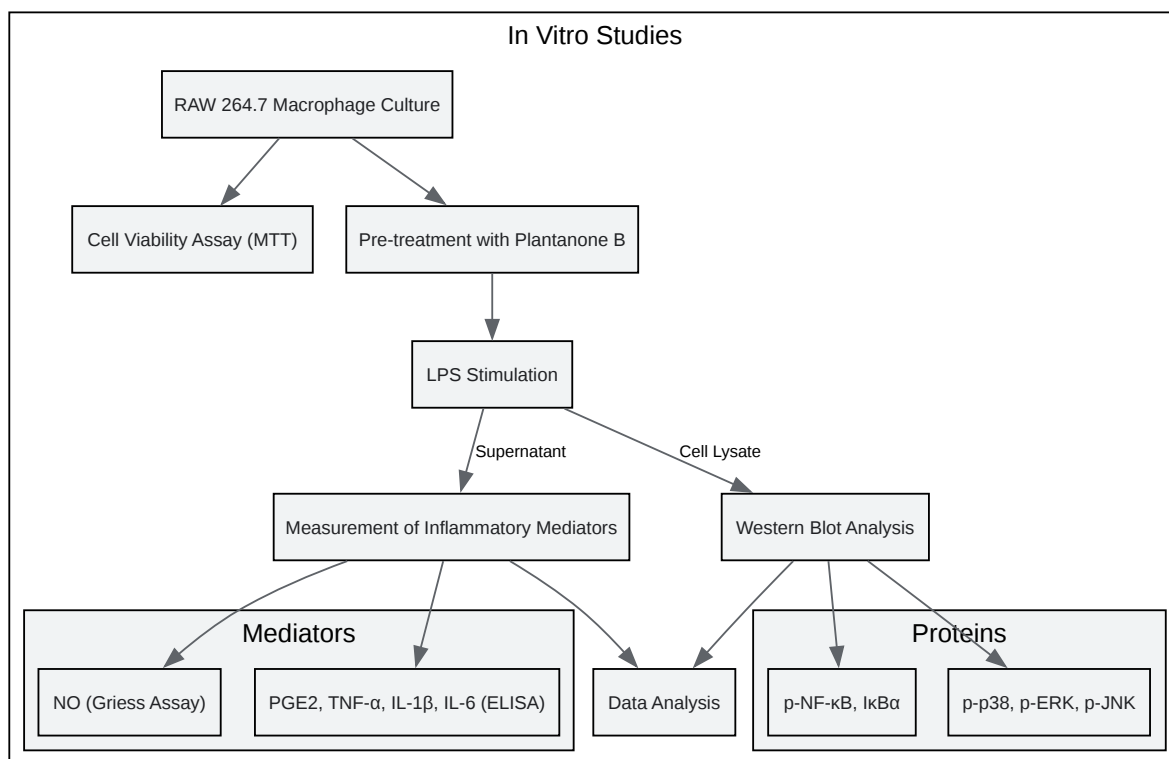 In Vitro Studies
RAW 264.7 Macrophage Culture
Cell Viability Assay (MTT)
Pre-treatment with Plantanone B
LPS Stimulation
Supernatant
Cell Lysate
Measurement of Inflammatory Mediators
Western Blot Analysis
Mediators
NO (Griess Assay)
PGE2, TNF-α, IL-1β, IL-6 (ELISA)
Data Analysis
Proteins
p-NF-κB, IκBα
p-p38, p-ERK, p-JNK